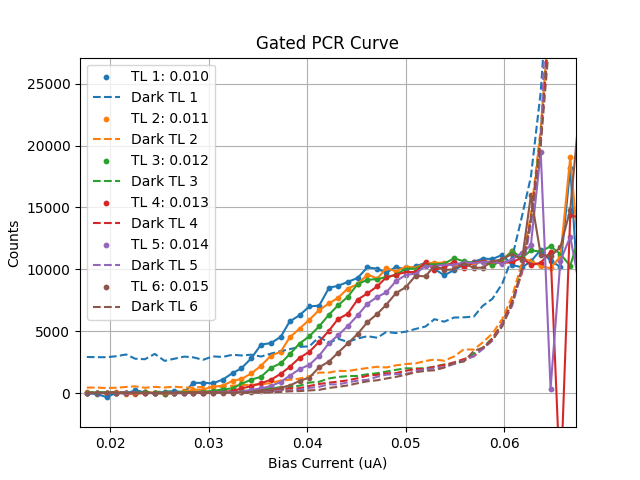 Gated PCR Curve
25000
20000
15000
10000
5000
0
Counts
TL 1: 0.010
Dark TL 1
TL 2: 0.011
Dark TL 2
TL 3: 0.012
Dark TL 3
TL 4: 0.013
Dark TL 4
TL 5: 0.014
Dark TL 5
TL 6: 0.015
Dark TL 6
0.02 0.03 0.04 0.05 0.06
Bias Current (uA)